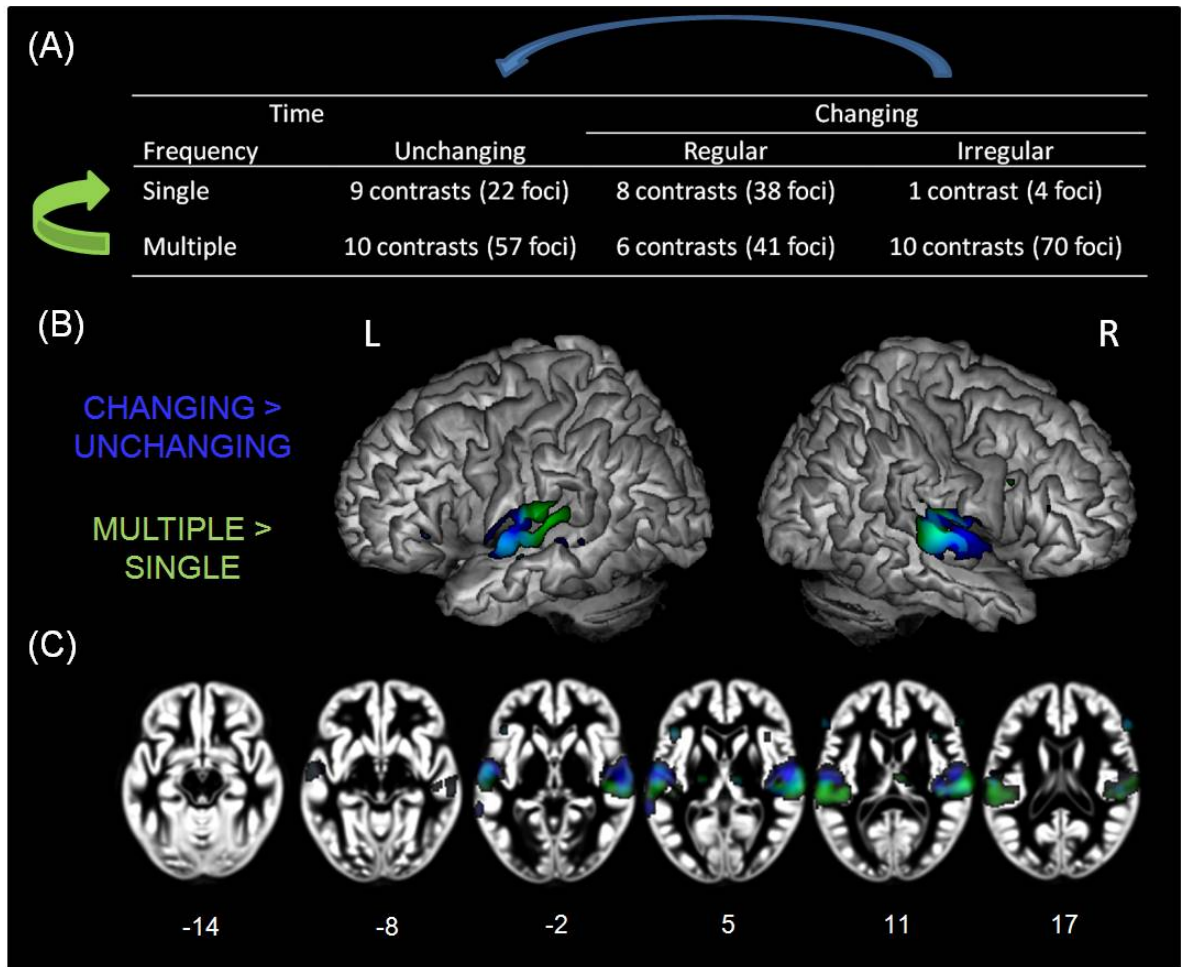 (A)
Time Changing
Frequency Unchanging Regular Irregular
Single 9 contrasts (22 foci) 8 contrasts (38 foci) 1 contrast (4 foci)
Multiple 10 contrasts (57 foci) 6 contrasts (41 foci) 10 contrasts (70 foci)
(B)
L R
CHANGING >
UNCHANGING
MULTIPLE >
SINGLE
(C)
-14 -8 -2 5 11 17